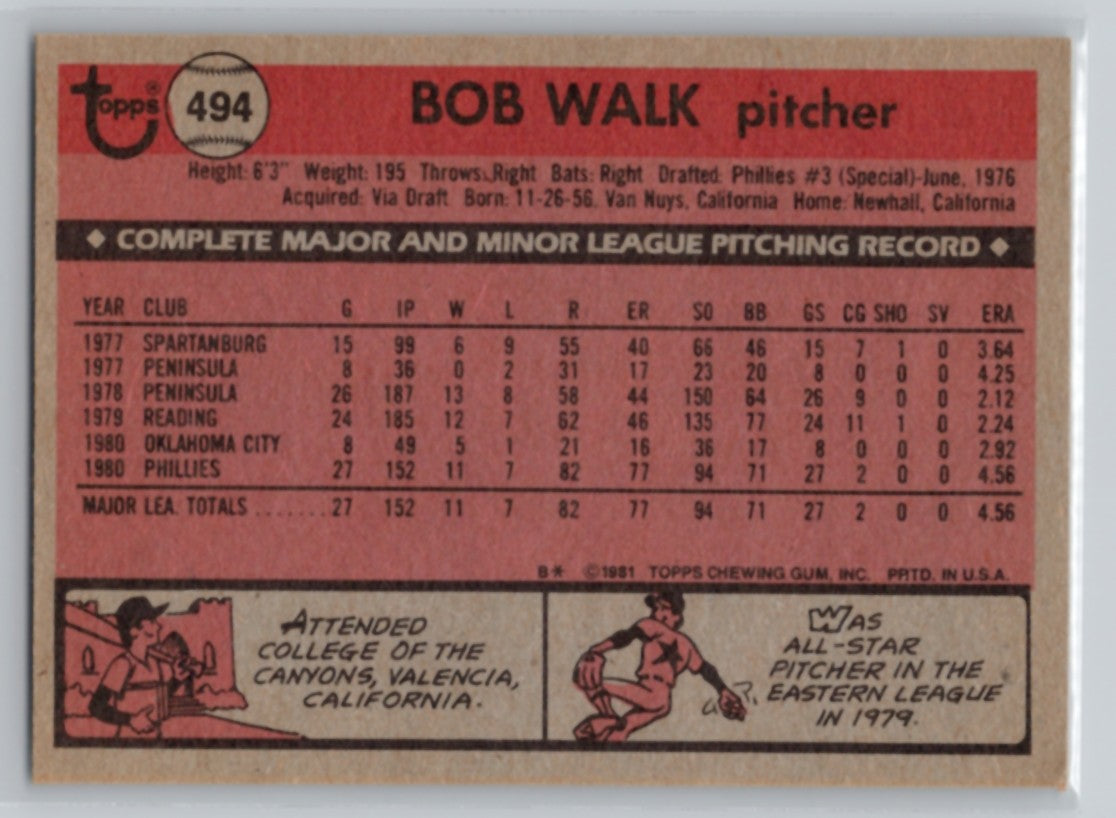 Topps® 494 BOB WALK pitcher
Height: 6'3" Weight: 195 Throws: Right Bats: Right Drafted: Phillies #3 (Special)-June, 1976
Acquired: Via Draft Born: 11-26-56, Van Nuys, California Home: Newhall, California
◆ COMPLETE MAJOR AND MINOR LEAGUE PITCHING RECORD ◆
YEAR CLUB G IP W L R ER SO BB GS CG SHO SV ERA
1977 SPARTANBURG 15 99 6 9 55 40 66 46 15 7 1 0 3.64
1977 PENINSULA 8 36 0 2 31 17 23 20 8 0 0 0 4.25
1978 PENINSULA 26 187 13 8 58 44 150 64 26 9 0 0 2.12
1979 READING 24 185 12 7 62 46 135 77 24 11 1 0 2.24
1980 OKLAHOMA CITY 8 49 5 1 21 16 36 17 8 0 0 0 2.92
1980 PHILLIES 27 152 11 7 82 77 94 71 27 2 0 0 4.56
MAJOR LEA. TOTALS .......27 152 11 7 82 77 94 71 27 2 0 0 4.56
B* ©1981 TOPPS CHEWING GUM, INC. PRTD. IN U.S.A.
ATTENDED
COLLEGE OF THE
CANYONS, VALENCIA,
CALIFORNIA.
WAS
ALL-STAR
PITCHER IN THE
EASTERN LEAGUE
IN 1979.